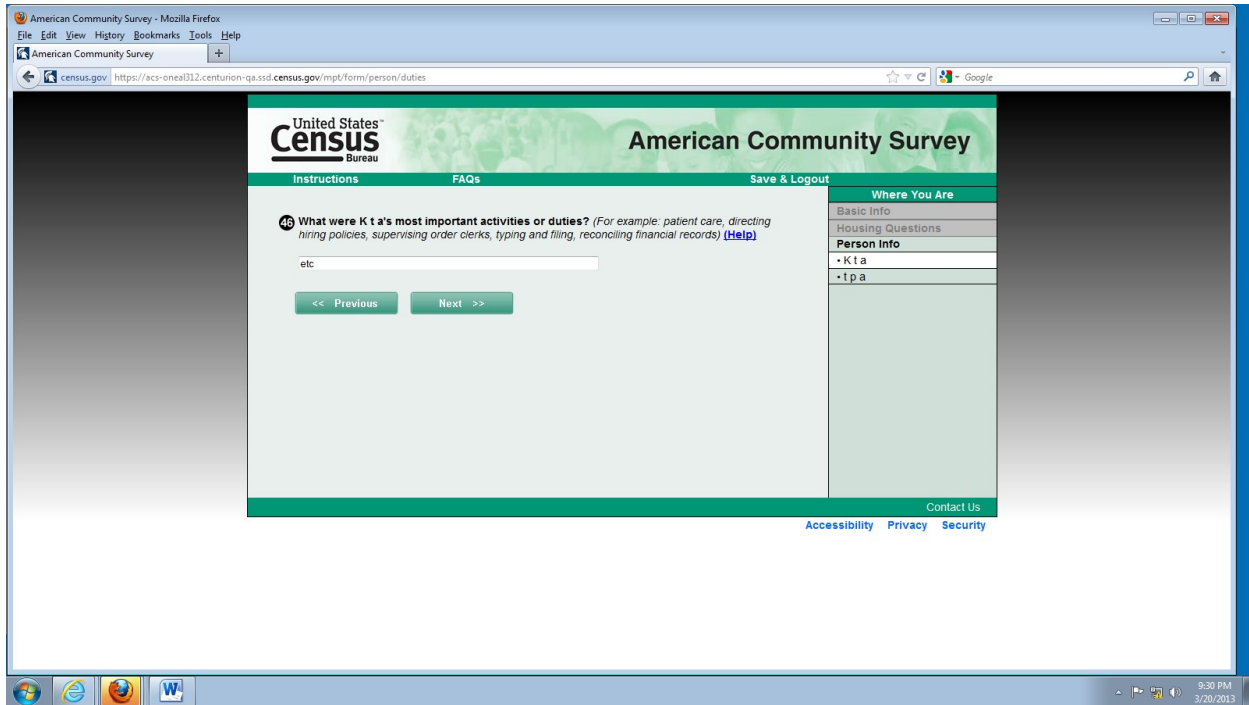 American Community Survey - Mozilla Firefox
File Edit View History Bookmarks Tools Help
American Community Survey +
census.gov https://acs-oneal312.centurion-qa.ssd.census.gov/mpt/form/person/duties Google
United States™
Census
Bureau
American Community Survey
Instructions FAQs Save & Logout
Where You Are
Basic Info
Housing Questions
Person Info
• K t a
• t p a
46 What were K t a's most important activities or duties? (For example: patient care, directing
hiring policies, supervising order clerks, typing and filing, reconciling financial records) (Help)
etc
<< Previous Next >>
Contact Us
Accessibility Privacy Security
W
9:30 PM
3/20/2013